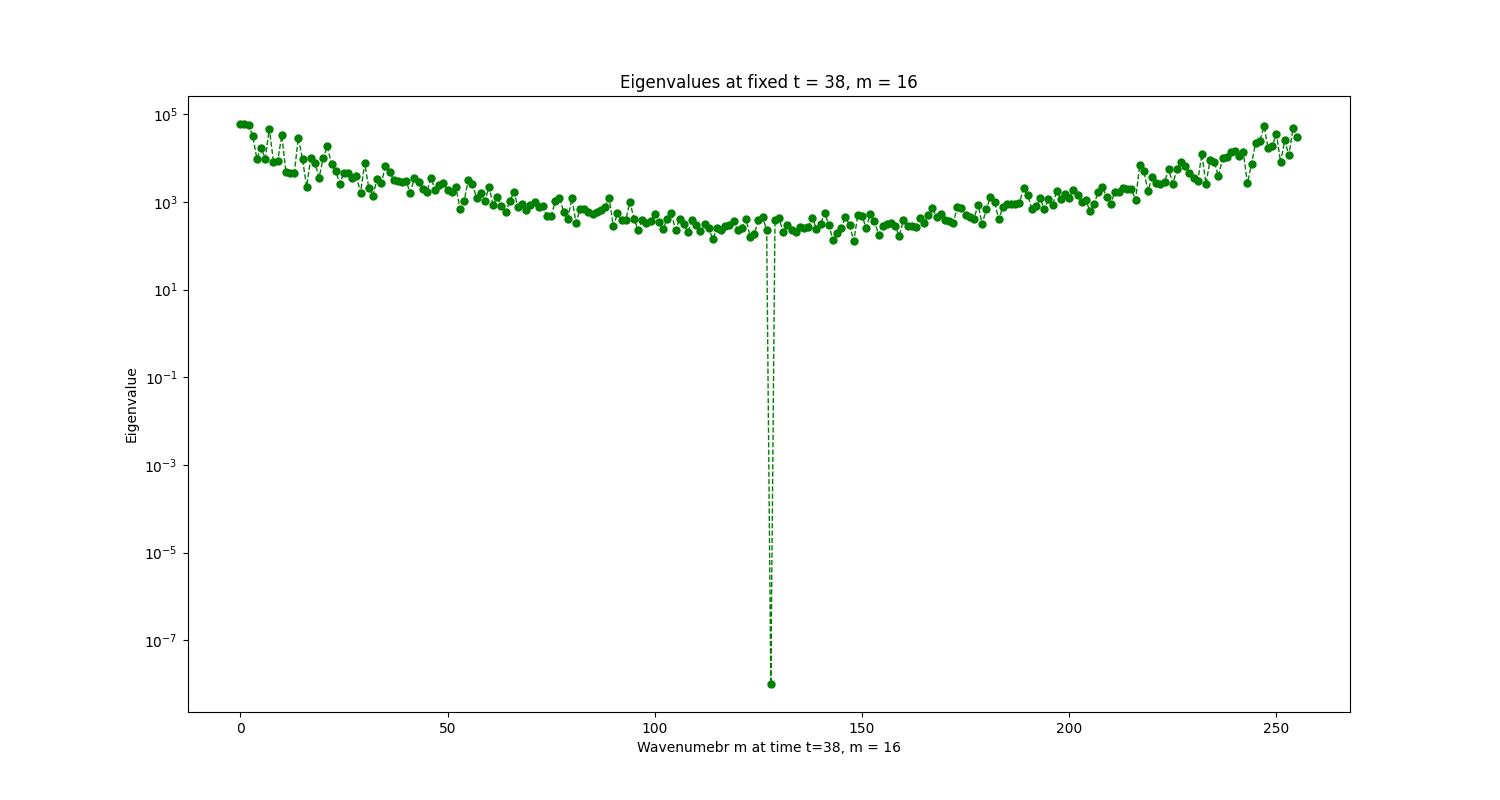 Eigenvalues at fixed t = 38, m = 16
10^5
10^3
10^1
10^-1
10^-3
10^-5
10^-7
Eigenvalue
0 50 100 150 200 250
Wavenumebr m at time t=38, m = 16